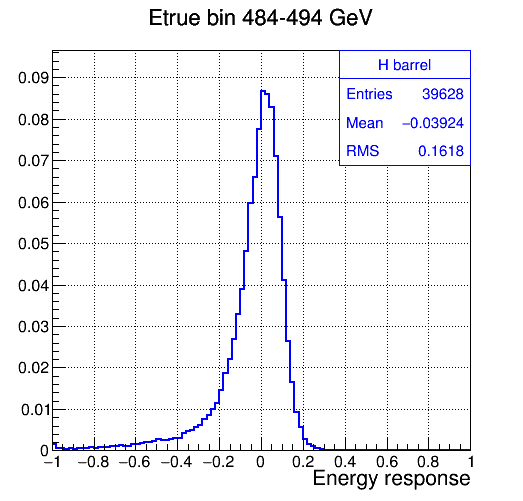 Etrue bin 484-494 GeV
H barrel
Entries 39628
Mean −0.03924
RMS 0.1618
0.09
0.08
0.07
0.06
0.05
0.04
0.03
0.02
0.01
0
−1 −0.8 −0.6 −0.4 −0.2 0 0.2 0.4 0.6 0.8 1
Energy response